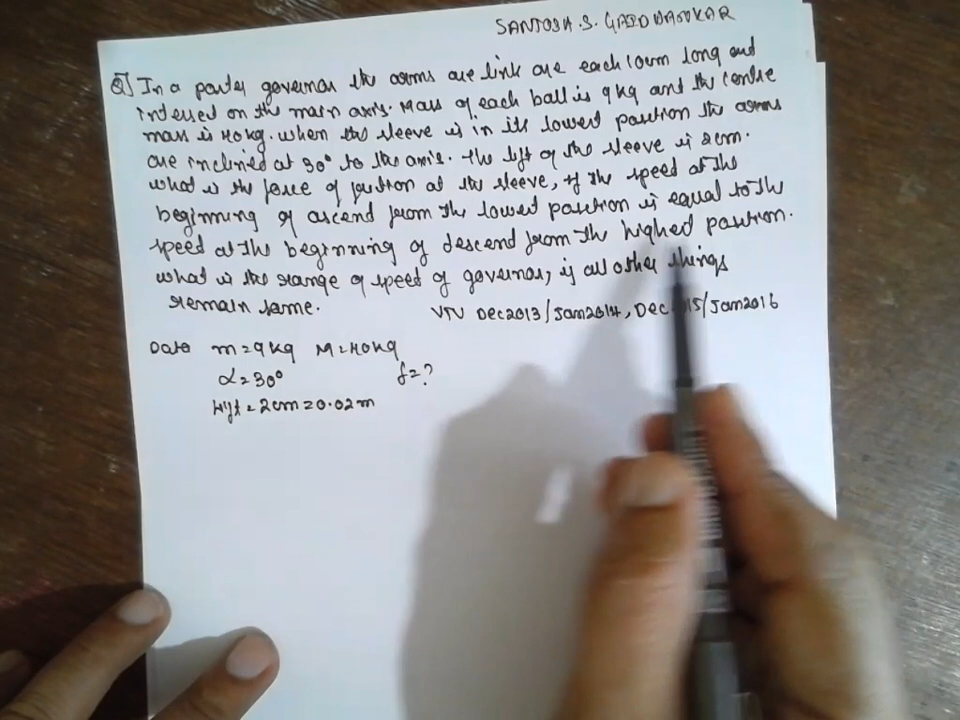 SANTOSH.S. GAIDHANKAR
Q] In a porter governor the arms are link are each 10cm long and
intersed on the main axis. Mass of each ball is 9kg and the centre
mass is 40kg. when the sleeve is in its lowest position the arms
are inclined at 30° to the axis. The lift of the sleeve is 2cm.
what is the force of friction at the sleeve, if the speed at the
beginning of ascend from the lowest position is equal to the
speed at the beginning of descend from the highest position.
what is the range of speed of governor, if all other things
remain same. VTU Dec2013/Jan2014, Dec 15/Jan2016
Data m=9kg M=40kg
α=30° f=?
lift=2cm=0.02m